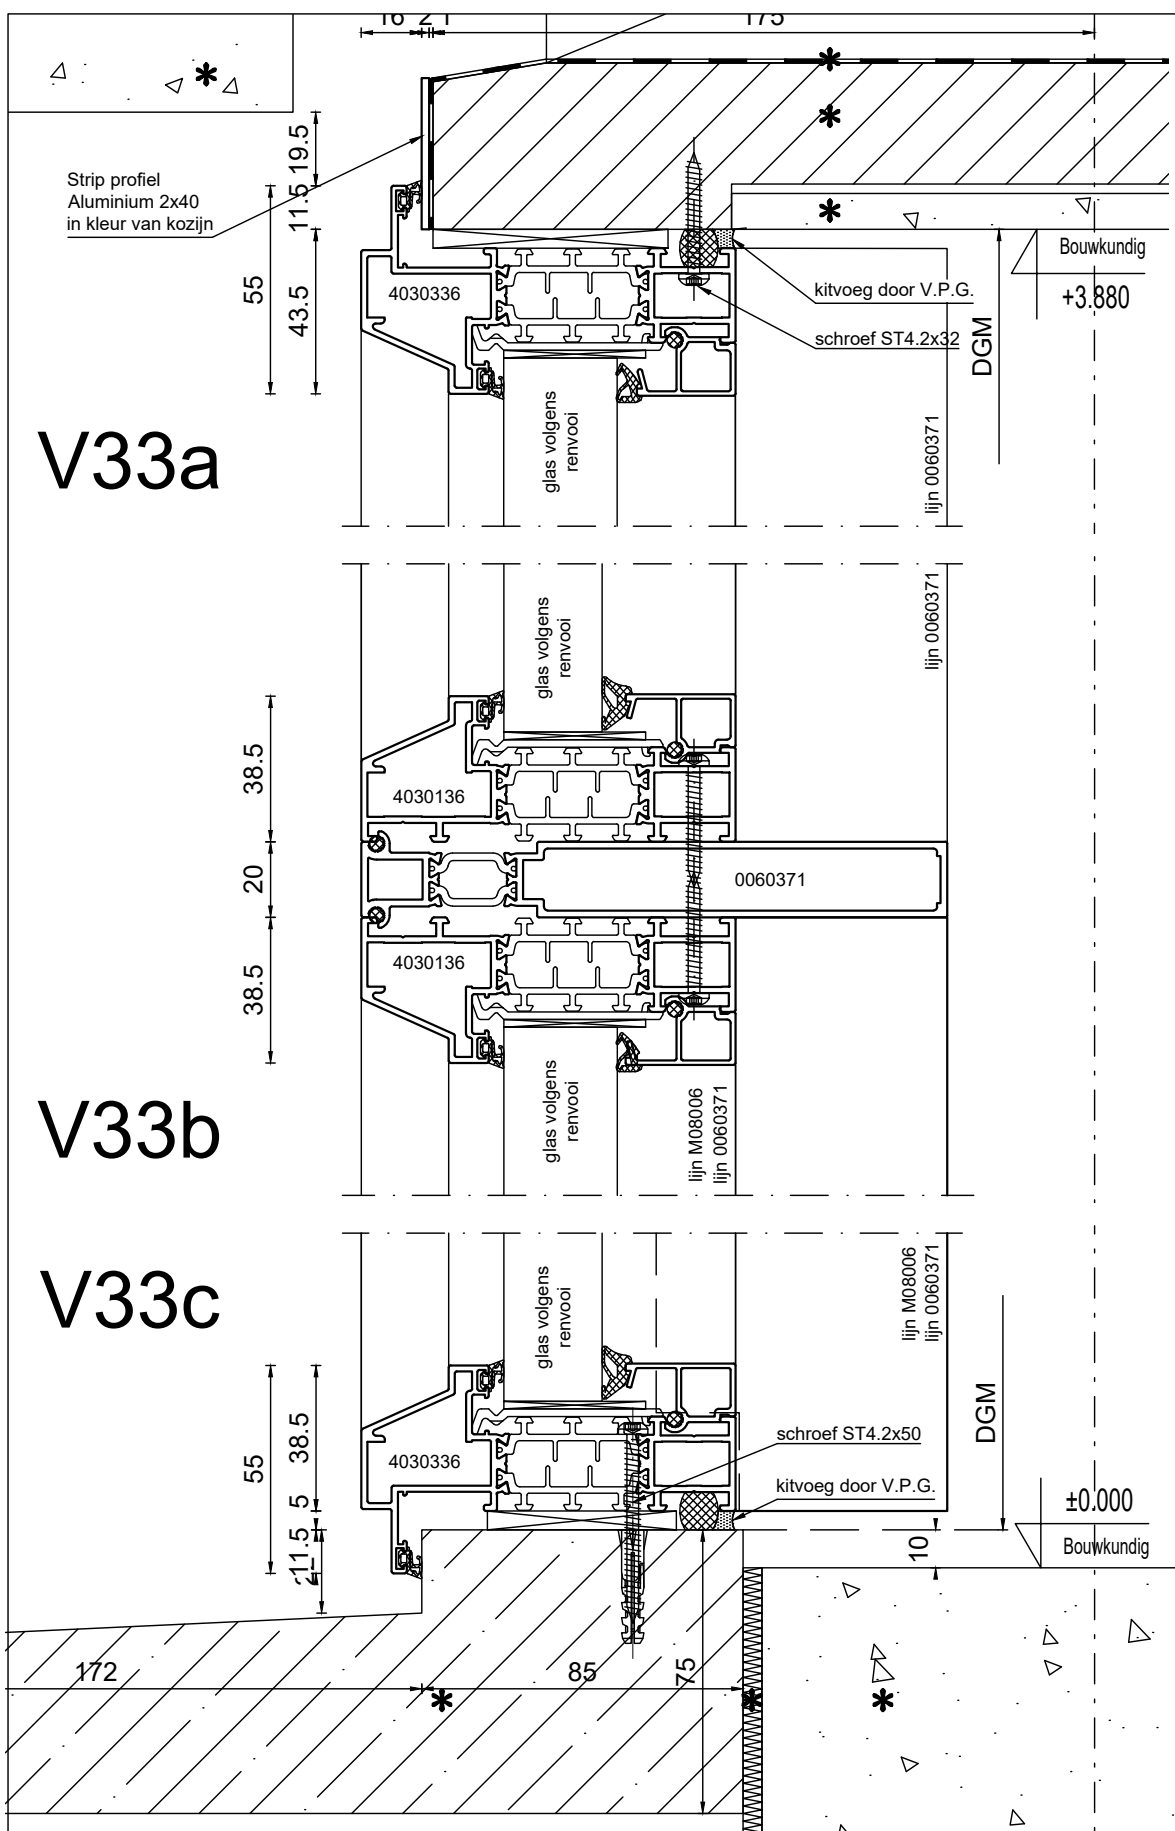 16
2
1
175
19.5
11.5
55
43.5
Strip profiel
Aluminium 2x40
in kleur van kozijn
4030336
kitvoeg door V.P.G.
schroef ST4.2x32
Bouwkundig
+3.880
DGM
V33a
glas volgens
renvooi
lijn 0060371
glas volgens
renvooi
lijn 0060371
38.5
4030136
20
0060371
38.5
4030136
V33b
glas volgens
renvooi
lijn M08006
lijn 0060371
V33c
glas volgens
renvooi
lijn M08006
lijn 0060371
55
38.5
5
11.5
4030336
schroef ST4.2x50
kitvoeg door V.P.G.
DGM
±0.000
Bouwkundig
10
172
85
75